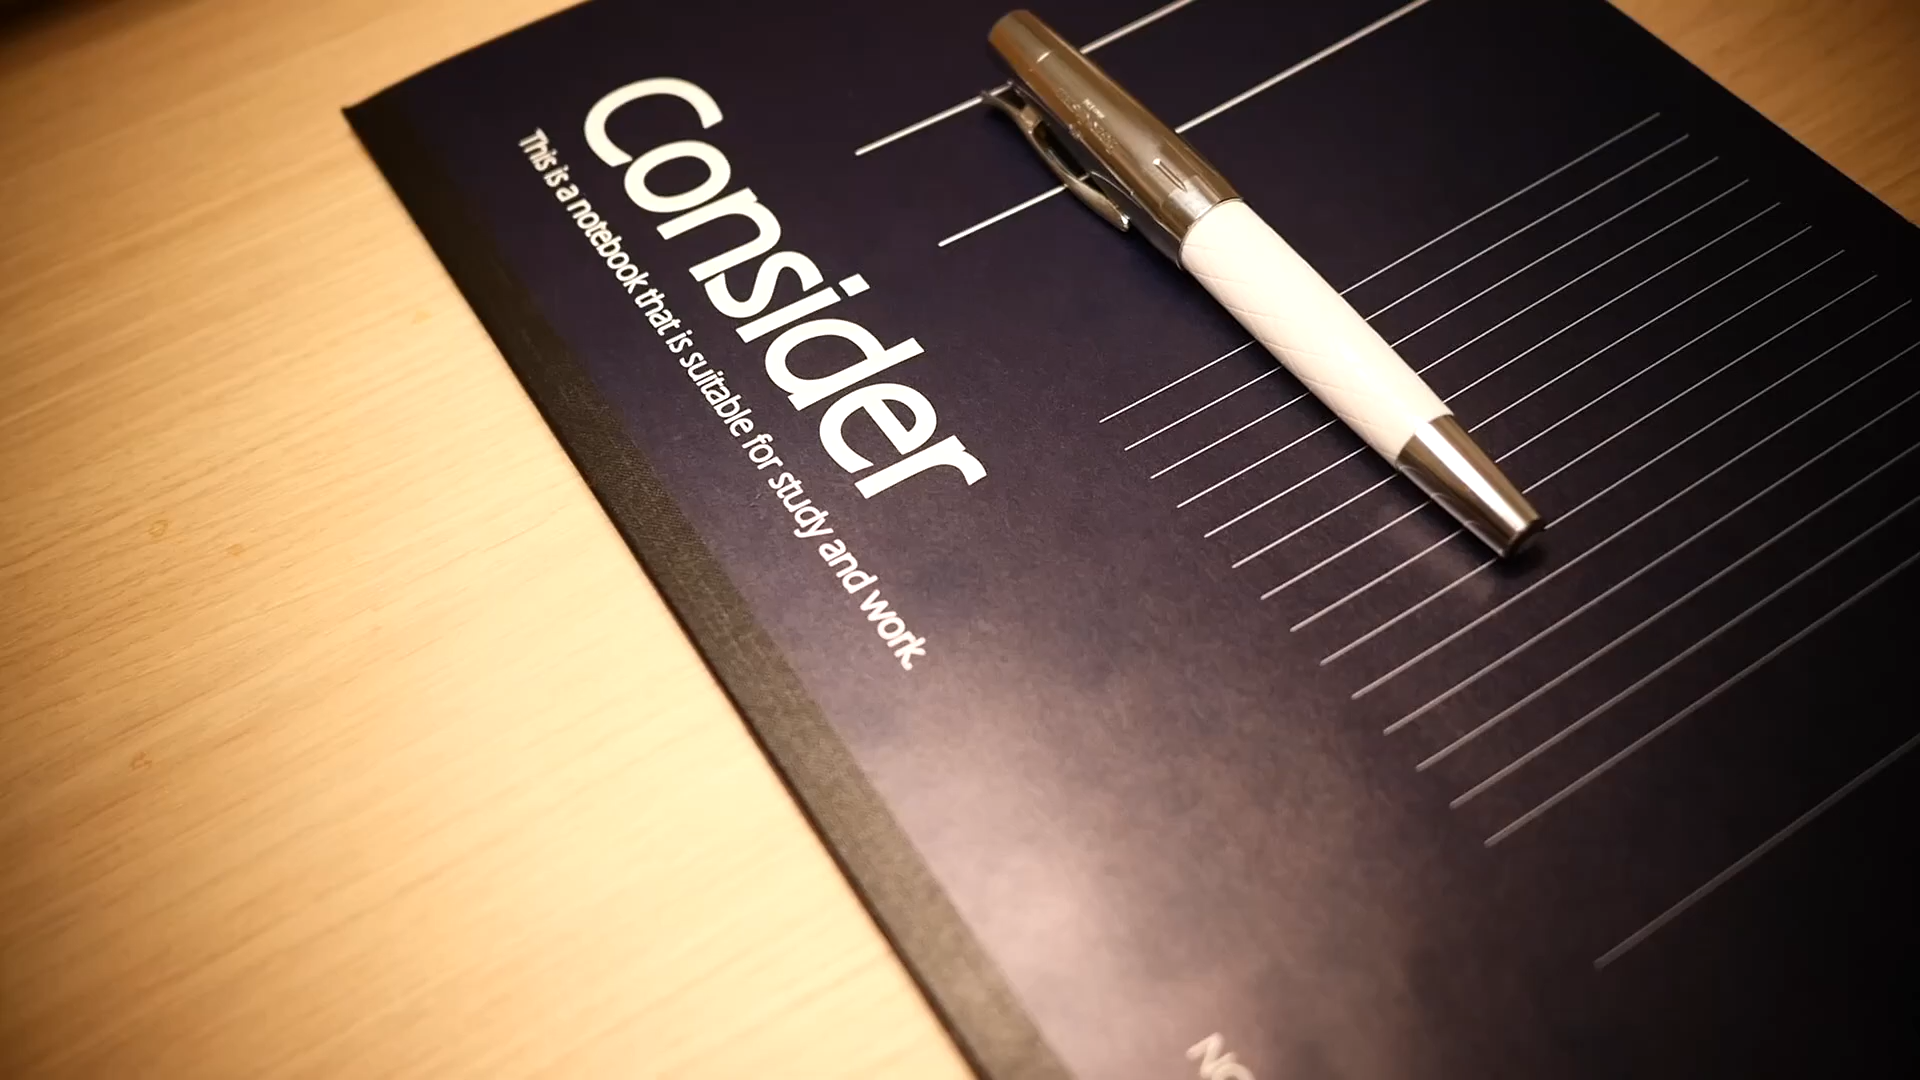 Consider
This is a notebook that is suitable for study and work.